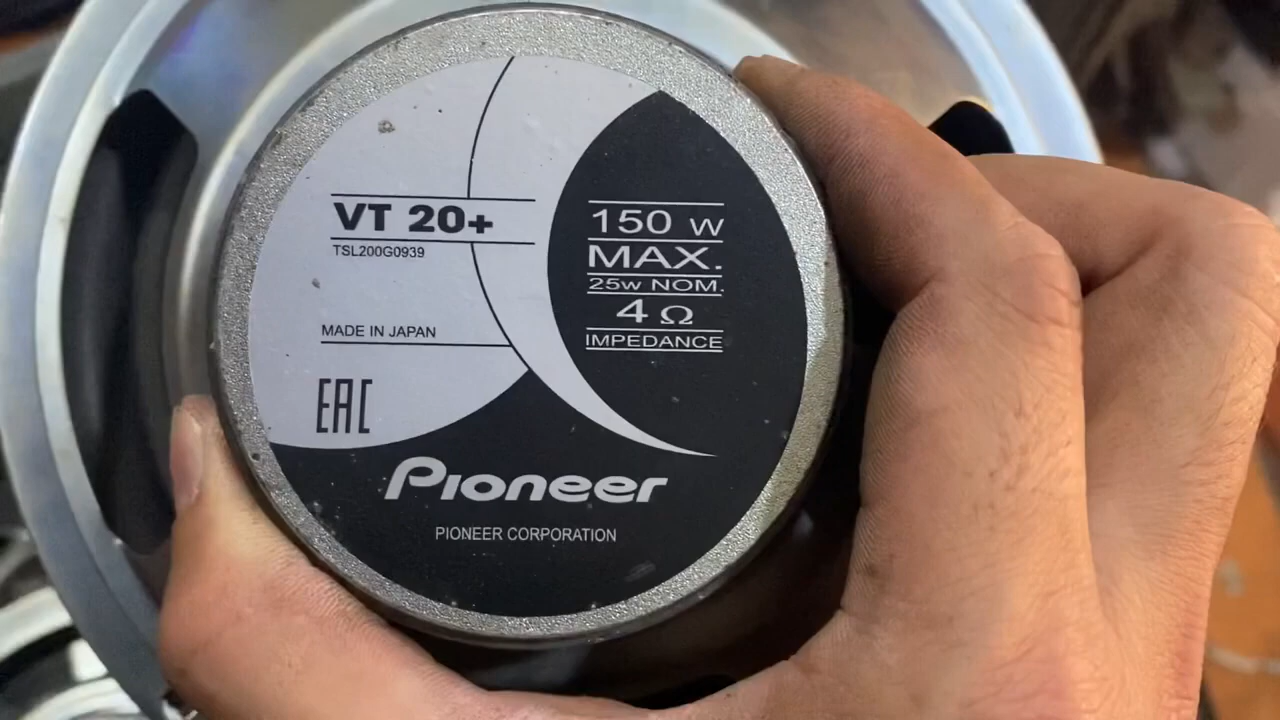 VT 20+
TSL200G0939
MADE IN JAPAN
EAC
150 W
MAX.
25W NOM.
4 Ω
IMPEDANCE
Pioneer
PIONEER CORPORATION